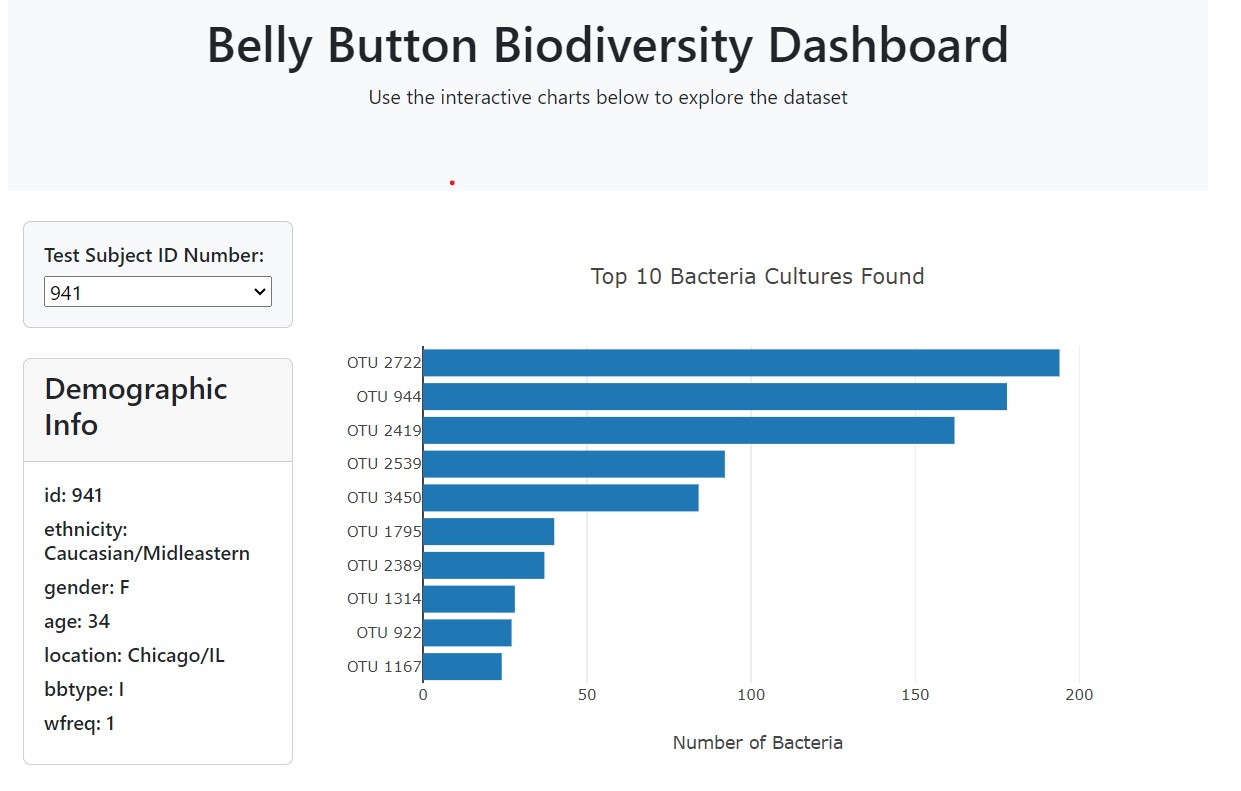 Belly Button Biodiversity Dashboard
Use the interactive charts below to explore the dataset
Test Subject ID Number:
941
Demographic
Info
id: 941
ethnicity:
Caucasian/Midleastern
gender: F
age: 34
location: Chicago/IL
bbtype: I
wfreq: 1
Top 10 Bacteria Cultures Found
OTU 2722
OTU 944
OTU 2419
OTU 2539
OTU 3450
OTU 1795
OTU 2389
OTU 1314
OTU 922
OTU 1167
0 50 100 150 200
Number of Bacteria